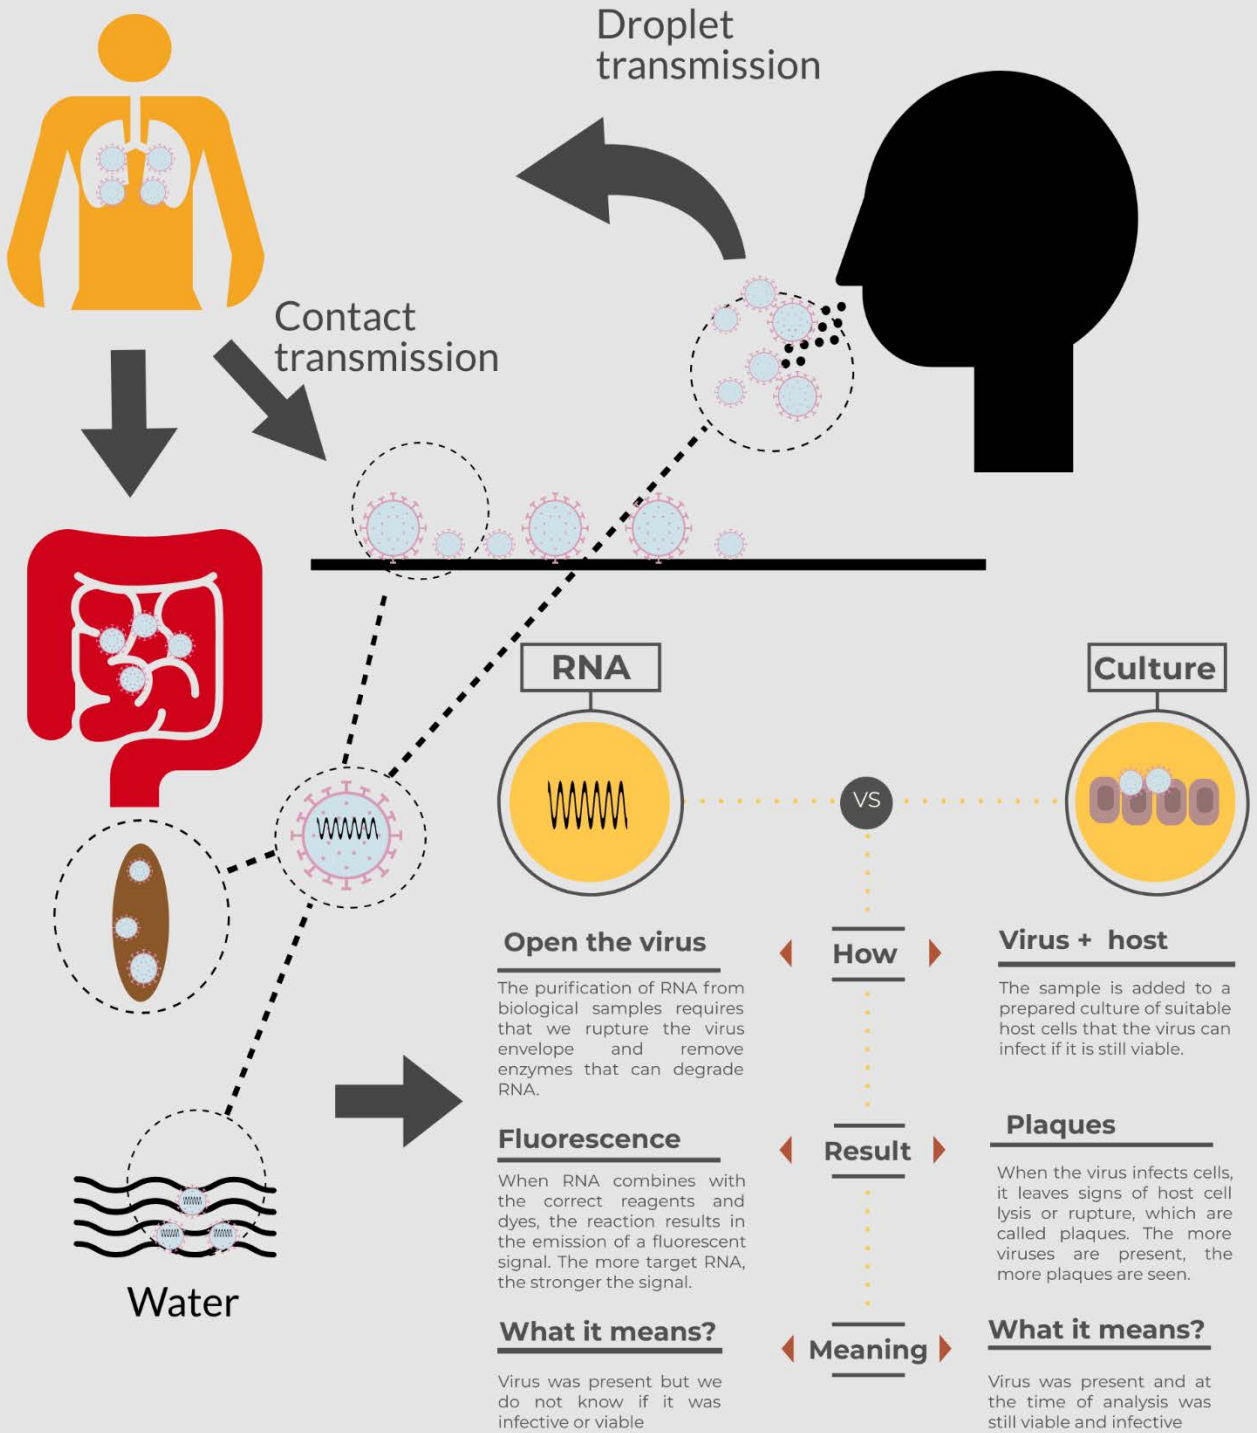 Droplet
transmission
Contact
transmission
RNA
Culture
VS
Open the virus
How
Virus + host
The purification of RNA from
biological samples requires
that we rupture the virus
envelope and remove
enzymes that can degrade
RNA.
The sample is added to a
prepared culture of suitable
host cells that the virus can
infect if it is still viable.
Fluorescence
Result
Plaques
When RNA combines with
the correct reagents and
dyes, the reaction results in
the emission of a fluorescent
signal. The more target RNA,
the stronger the signal.
When the virus infects cells,
it leaves signs of host cell
lysis or rupture, which are
called plaques. The more
viruses are present, the
more plaques are seen.
Water
What it means?
Meaning
What it means?
Virus was present but we
do not know if it was
infective or viable
Virus was present and at
the time of analysis was
still viable and infective